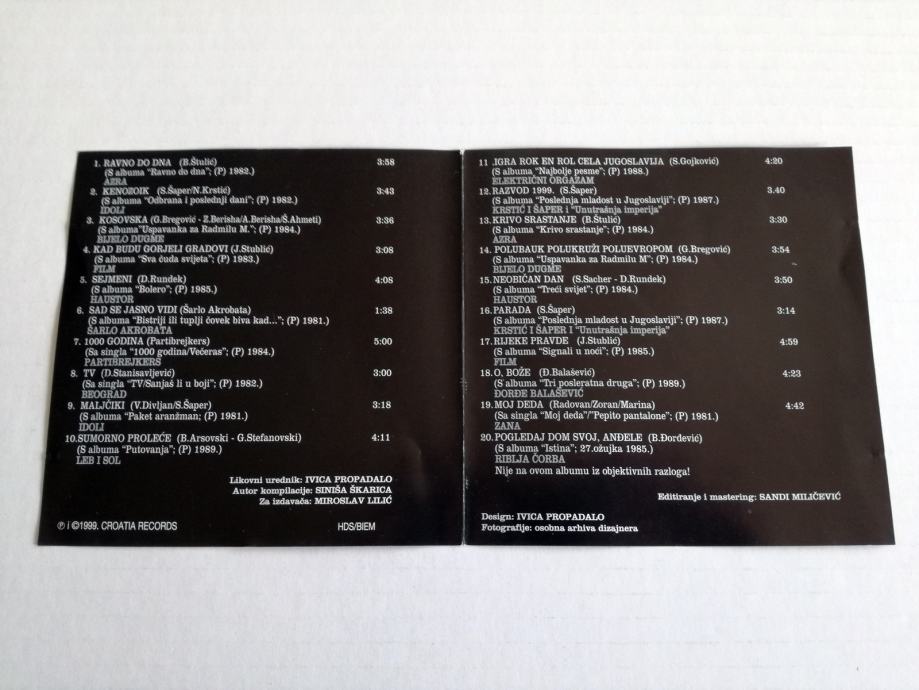 1. RAVNO DO DNA (B.Štulić) 3:58
(S albuma "Ravno do dna"; (P) 1982.)
AZRA
2. KENOZOIK (S.Šaper/N.Krstić) 3:43
(S albuma "Odbrana i poslednji dani"; (P) 1982.)
IDOLI
3. KOSOVSKA (G.Bregović - Z.Berisha/A.Berisha/Š.Ahmeti) 3:36
(S albuma"Uspavanka za Radmilu M."; (P) 1984.)
BIJELO DUGME
4. KAD BUDU GORJELI GRADOVI (J.Stublić) 3:08
(S albuma "Sva čuda svijeta"; (P) 1983.)
FILM
5. SEJMENI (D.Rundek) 4:08
(S albuma "Bolero"; (P) 1985.)
HAUSTOR
6. SAD SE JASNO VIDI (Šarlo Akrobata) 1:38
(S albuma "Bistriji ili tuplji čovek biva kad..."; (P) 1981.)
ŠARLO AKROBATA
7. 1000 GODINA (Partibrejkers) 5:00
(Sa singla "1000 godina/Večeras"; (P) 1984.)
PARTIBREJKERS
8. TV (D.Stanisavljević) 3:00
(Sa singla "TV/Sanjaš li u boji"; (P) 1982.)
BEOGRAD
9. MALJČIKI (V.Divljan/S.Šaper) 3:18
(S albuma "Paket aranžman; (P) 1981.)
IDOLI
10.SUMORNO PROLEĆE (B.Arsovski - G.Stefanovski) 4:11
(S albuma "Putovanja"; (P) 1989.)
LEB I SOL
Likovni urednik: IVICA PROPADALO
Autor kompilacije: SINIŠA ŠKARICA
Za izdavača: MIROSLAV LILIĆ
℗ i ©1999. CROATIA RECORDS HDS/BIEM
11 .IGRA ROK EN ROL CELA JUGOSLAVIJA (S.Gojković) 4:20
(S albuma "Najbolje pesme"; (P) 1988.)
ELEKTRIČNI ORGAZAM
12. RAZVOD 1999. (S.Šaper) 3.40
(S albuma "Poslednja mladost u Jugoslaviji"; (P) 1987.)
KRSTIĆ I ŠAPER i "Unutrašnja imperija"
13. KRIVO SRASTANJE (B.Štulić) 3:30
(S albuma "Krivo srastanje"; (P) 1984.)
AZRA
14. POLUBAUK POLUKRUŽI POLUEVROPOM (G.Bregović) 3:54
(S albuma "Uspavanka za Radmilu M"; (P) 1984.)
BIJELO DUGME
15. NEOBIČAN DAN (S.Sacher - D.Rundek) 3:50
(S albuma "Treći svijet"; (P) 1984.)
HAUSTOR
16. PARADA (S.Šaper) 3:14
(S albuma "Poslednja mladost u Jugoslaviji"; (P) 1987.)
KRSTIĆ I ŠAPER I "Unutrašnja imperija"
17. RIJEKE PRAVDE (J.Stublić) 4:59
(S albuma "Signali u noći"; (P) 1985.)
FILM
18. O, BOŽE (Đ.Balašević) 4:23
(S albuma "Tri posleratna druga"; (P) 1989.)
ĐORĐE BALAŠEVIĆ
19. MOJ DEDA (Radovan/Zoran/Marina) 4:42
(Sa singla "Moj deda"/"Pepito pantalone"; (P) 1981.)
ZANA
20. POGLEDAJ DOM SVOJ, ANĐELE (B.Đorđević)
(S albuma "Istina"; 27.ožujka 1985.)
RIBLJA ČORBA
Nije na ovom albumu iz objektivnih razloga!
Editiranje i mastering: SANDI MILIČEVIĆ
Design: IVICA PROPADALO
Fotografije: osobna arhiva dizajnera